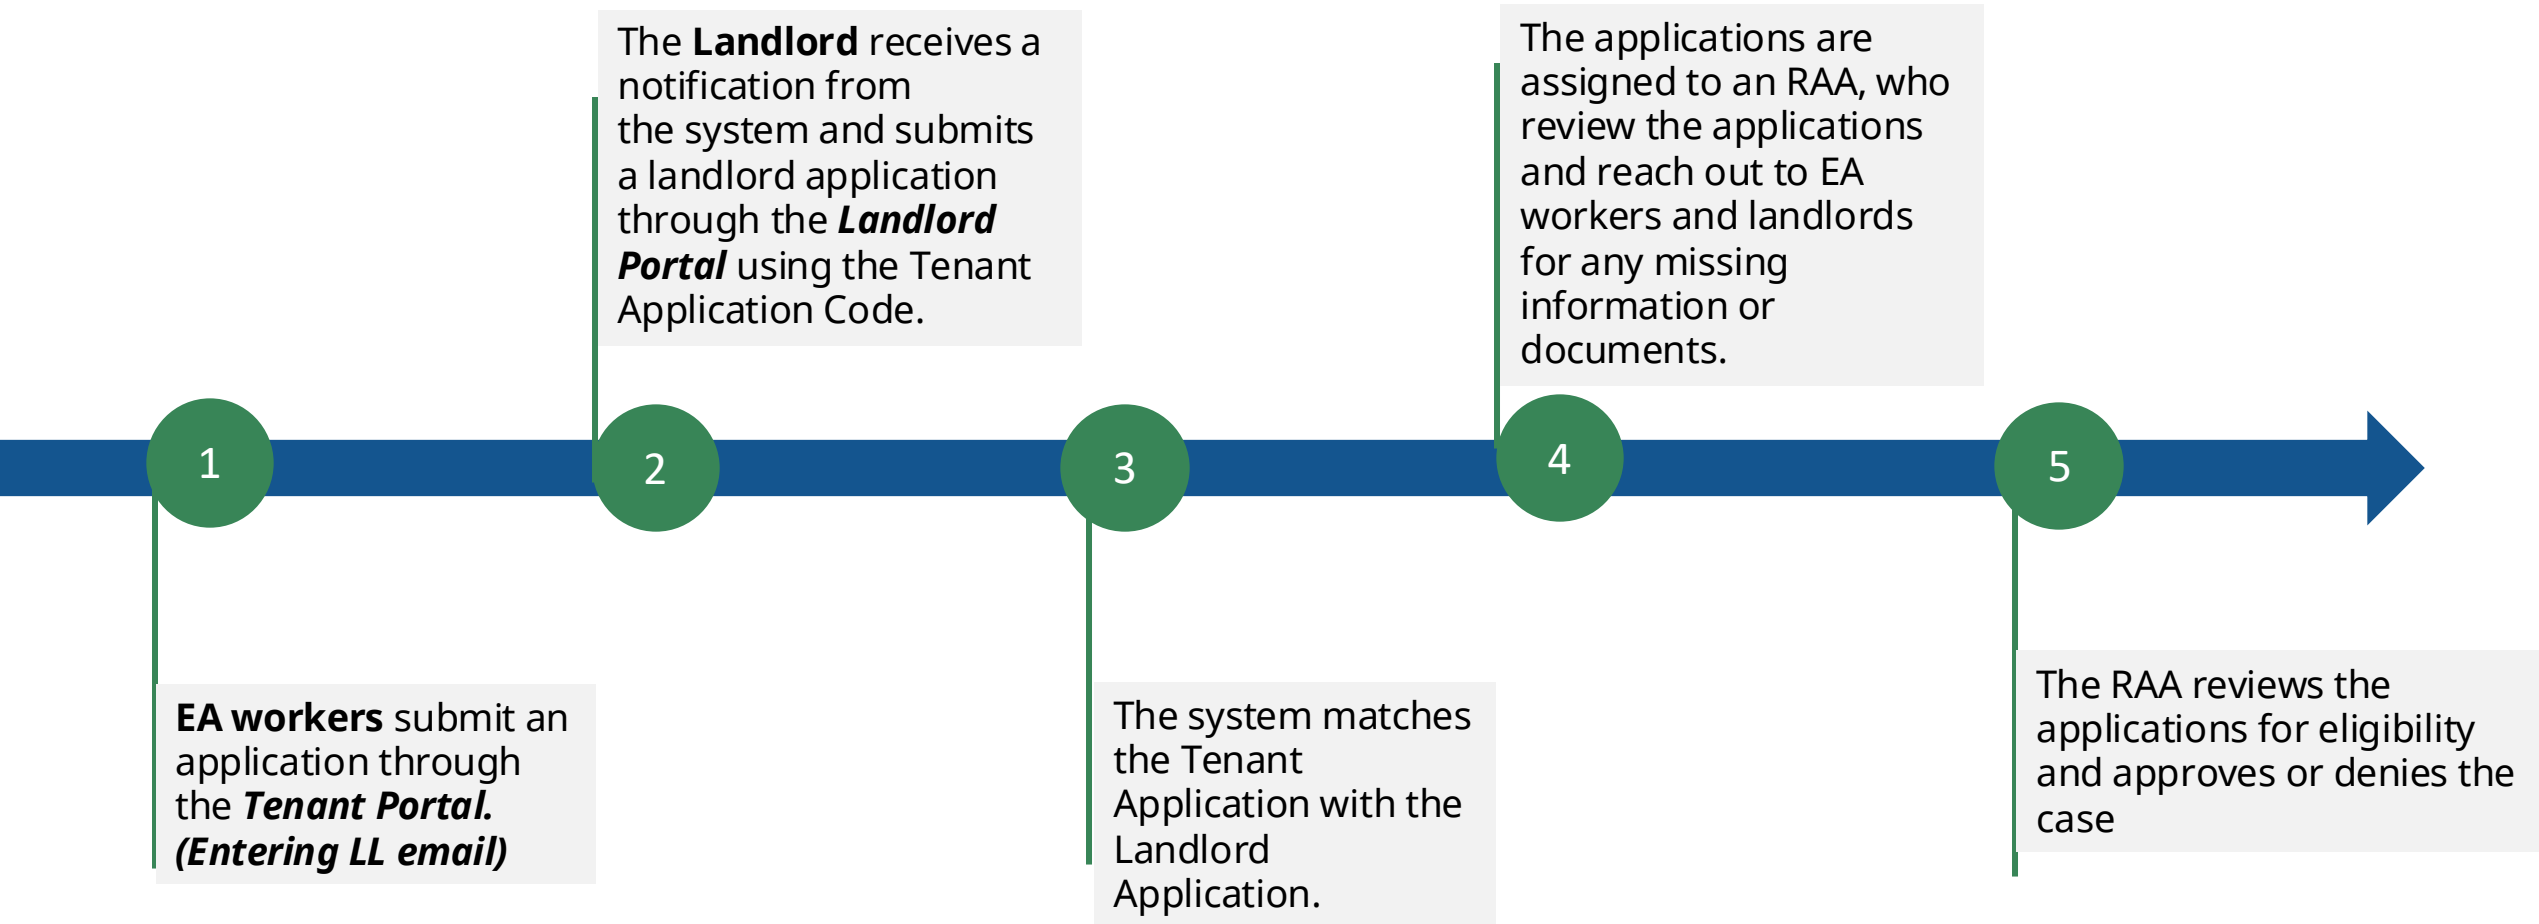 1
EA workers submit an
application through
the Tenant Portal.
(Entering LL email)
2
The Landlord receives a
notification from
the system and submits
a landlord application
through the Landlord
Portal using the Tenant
Application Code.
3
The system matches
the Tenant
Application with the
Landlord
Application.
4
The applications are
assigned to an RAA, who
review the applications
and reach out to EA
workers and landlords
for any missing
information or
documents.
5
The RAA reviews the
applications for eligibility
and approves or denies the
case